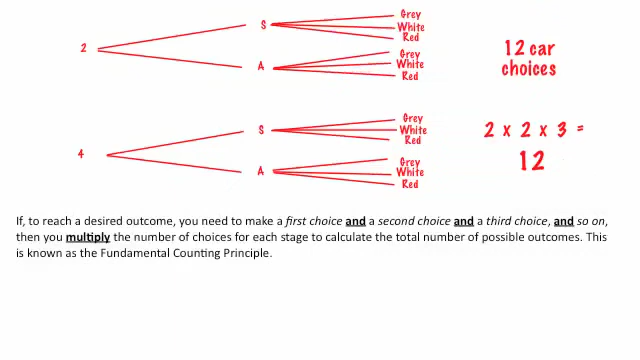 Grey
S
White
Red
2
Grey
A
White
Red
12 car
choices
Grey
S
White
Red
4
Grey
A
White
Red
2 x 2 x 3 =
12
If, to reach a desired outcome, you need to make a first choice and a second choice and a third choice, and so on,
then you multiply the number of choices for each stage to calculate the total number of possible outcomes. This
is known as the Fundamental Counting Principle.